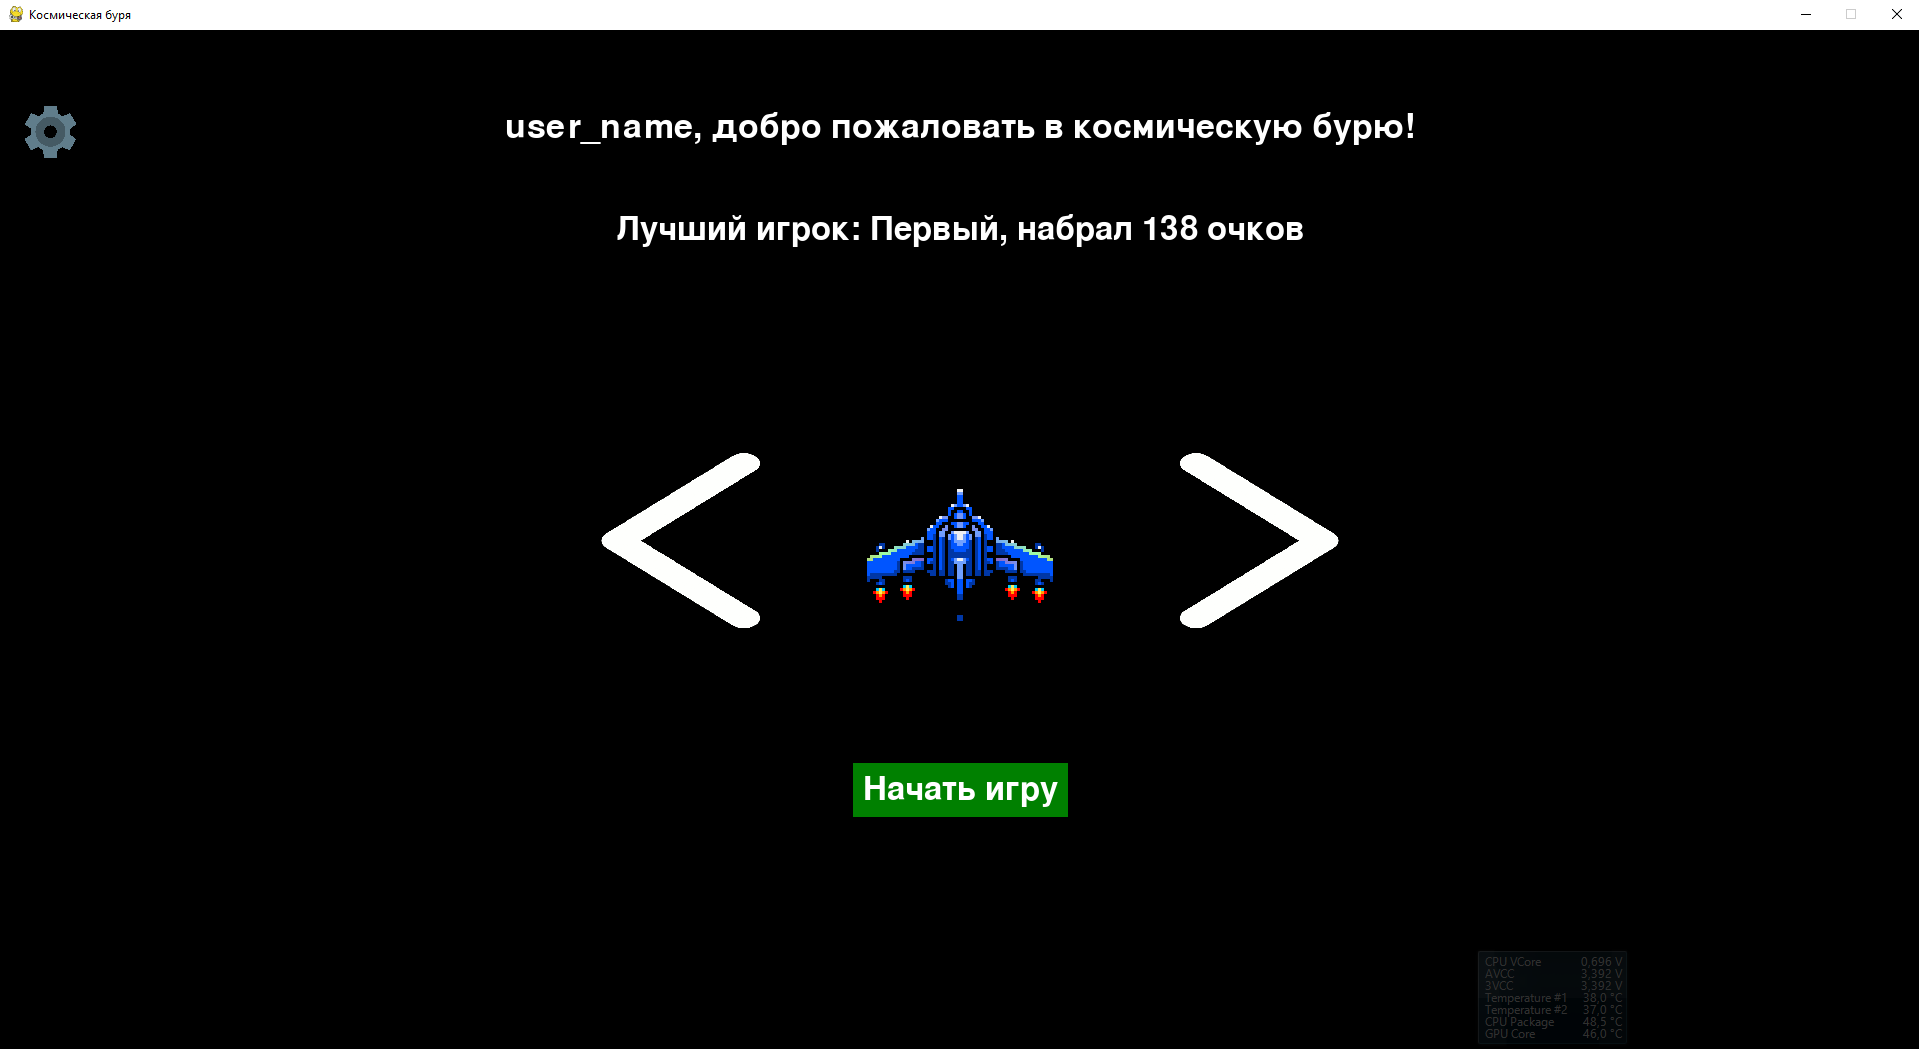 Космическая буря
user_name, добро пожаловать в космическую бурю!
Лучший игрок: Первый, набрал 138 очков
Начать игру
CPU VCore 0,696 V
AVCC 3,392 V
3VCC 3,392 V
Temperature #1 38,0 °C
Temperature #2 37,0 °C
CPU Package 48,5 °C
GPU Core 46,0 °C